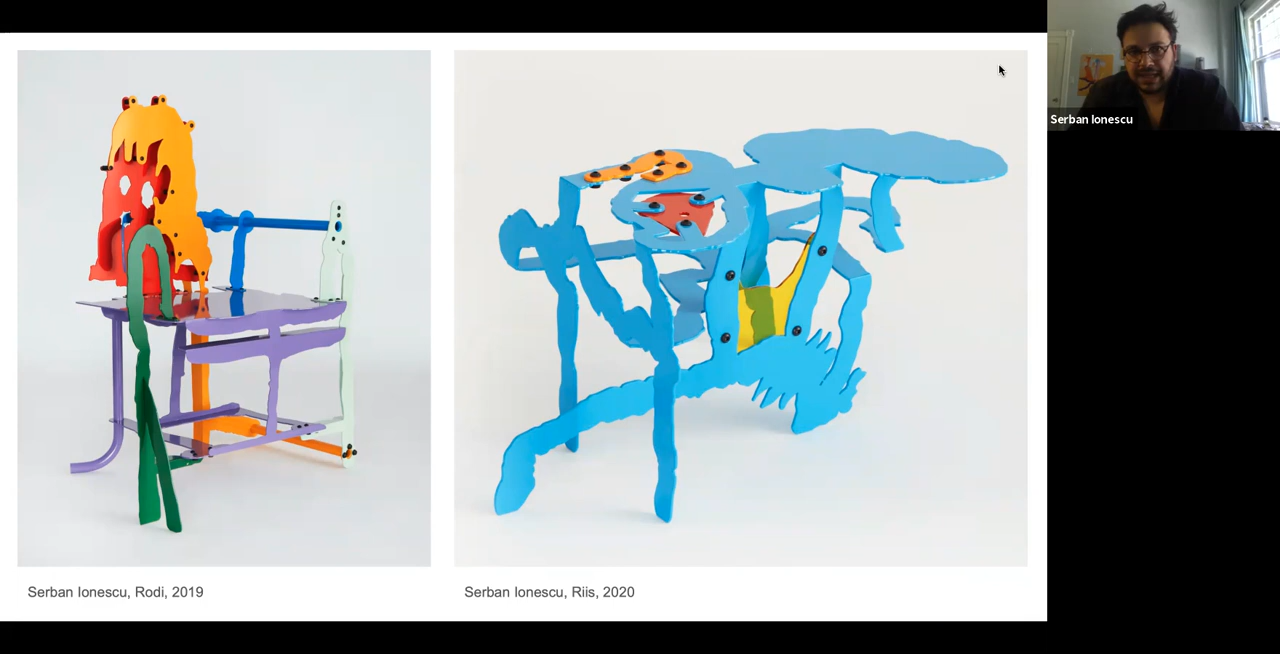 Serban Ionescu
Serban Ionescu, Rodi, 2019
Serban Ionescu, Riis, 2020